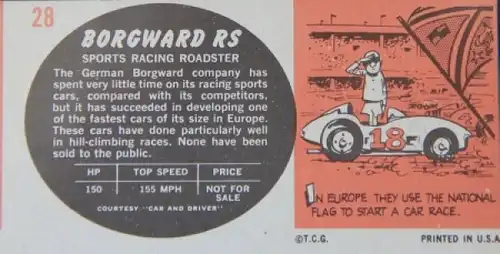 28
BORGWARD RS
SPORTS RACING ROADSTER
The German Borgward company has
spent very little time on its racing sports
cars, compared with its competitors,
but it has succeeded in developing one
of the fastest cars of its size in Europe.
These cars have done particularly well
in hill-climbing races. None have been
sold to the public.
HP TOP SPEED PRICE
150 155 MPH NOT FOR
SALE
COURTESY "CAR AND DRIVER"
RIP
18
IN EUROPE THEY USE THE NATIONAL
FLAG TO START A CAR RACE.
©T.C.G. PRINTED IN U.S.A